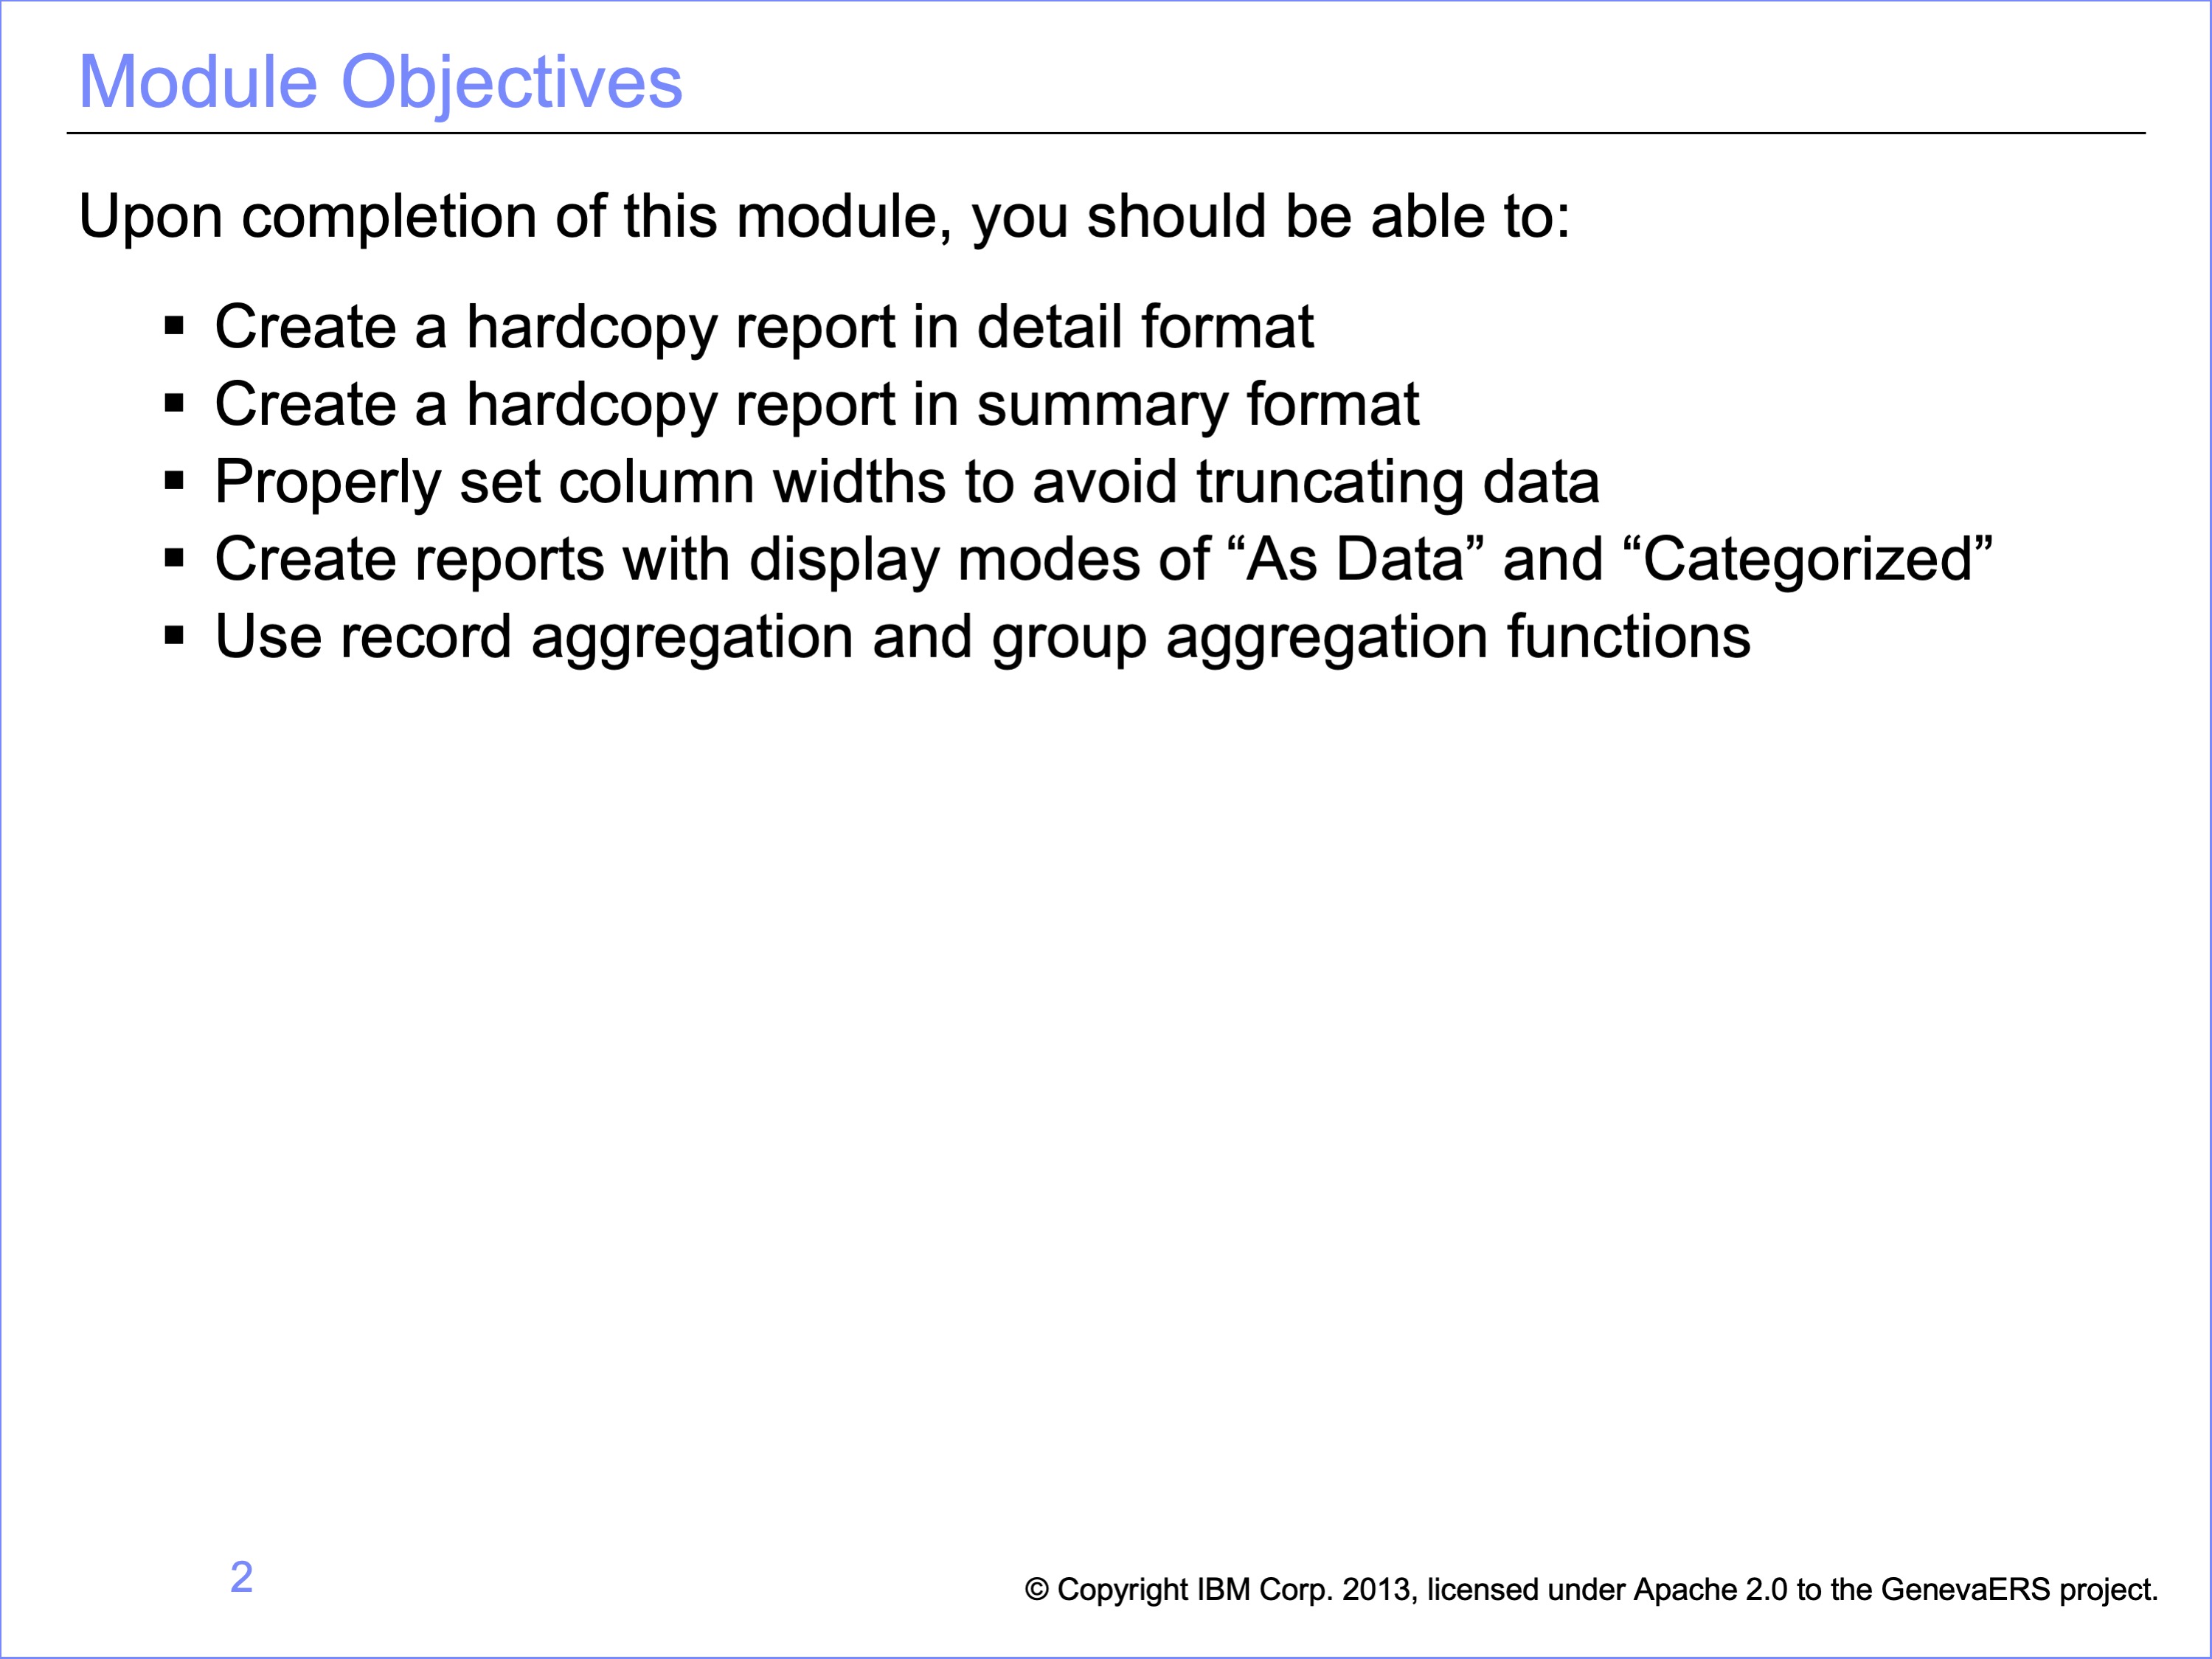 Module Objectives
Upon completion of this module, you should be able to:
▪ Create a hardcopy report in detail format
▪ Create a hardcopy report in summary format
▪ Properly set column widths to avoid truncating data
▪ Create reports with display modes of “As Data” and “Categorized”
▪ Use record aggregation and group aggregation functions
2
© Copyright IBM Corp. 2013, licensed under Apache 2.0 to the GenevaERS project.